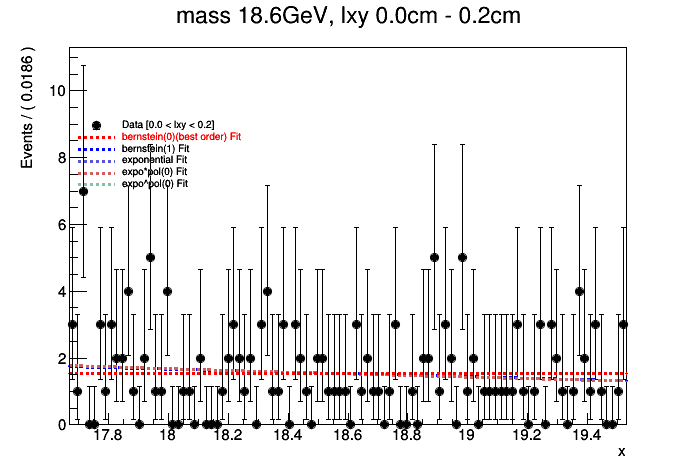 mass 18.6GeV, lxy 0.0cm - 0.2cm
Events / ( 0.0186 )
10
8
6
4
2
0
Data [0.0 < lxy < 0.2]
bernstein(0)(best order) Fit
bernstein(1) Fit
exponential Fit
expo*pol(0) Fit
expo^pol(0) Fit
17.8 18 18.2 18.4 18.6 18.8 19 19.2 19.4
x